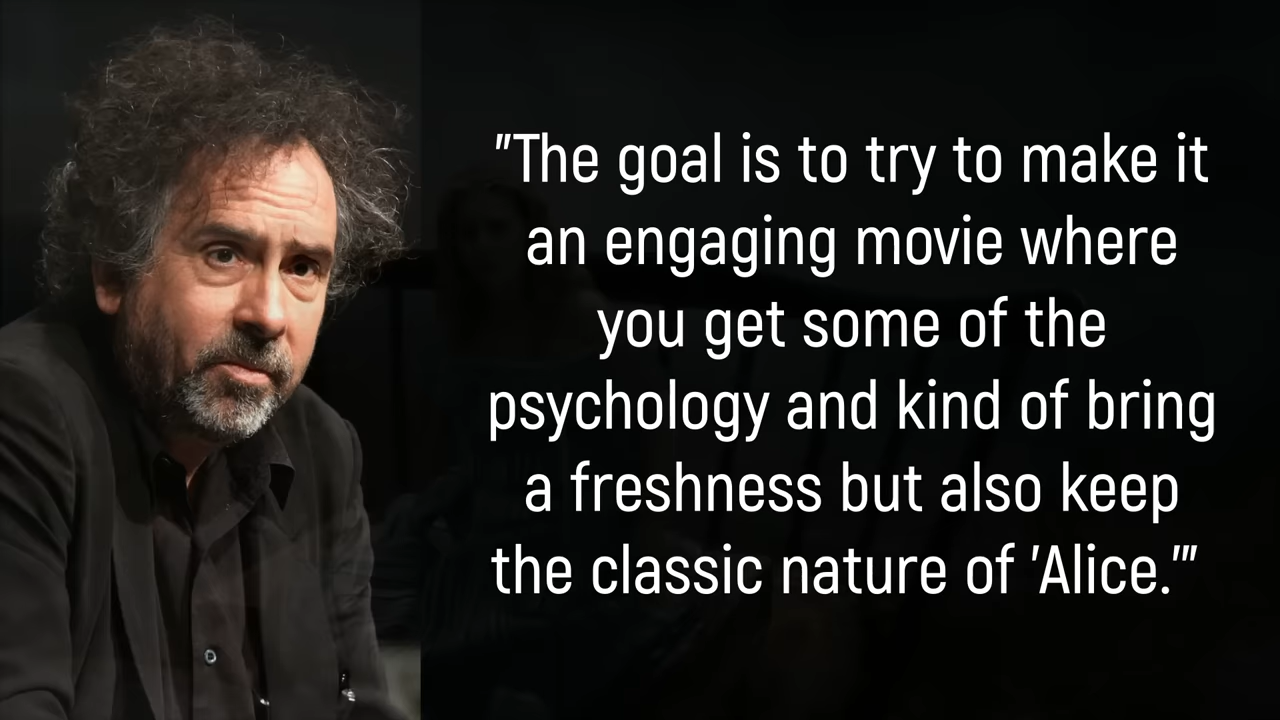 "The goal is to try to make it
an engaging movie where
you get some of the
psychology and kind of bring
a freshness but also keep
the classic nature of 'Alice.'"